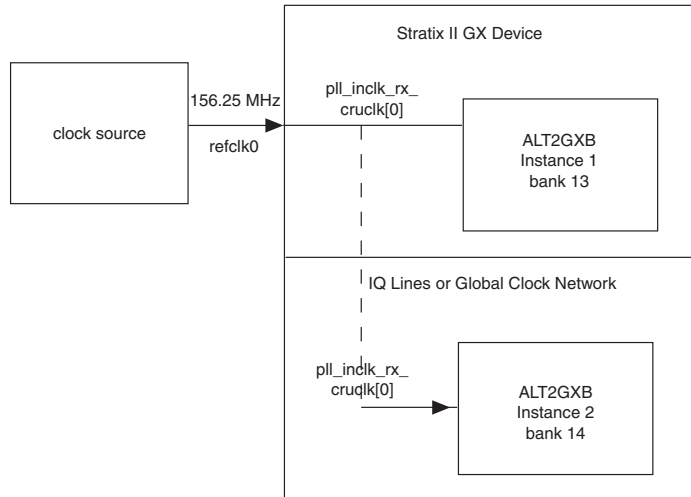 Stratix II GX Device
clock source
156.25 MHz
refclk0
pll_inclk_rx_
cruclk[0]
ALT2GXB
Instance 1
bank 13
IQ Lines or Global Clock Network
pll_inclk_rx_
cruclk[0]
ALT2GXB
Instance 2
bank 14